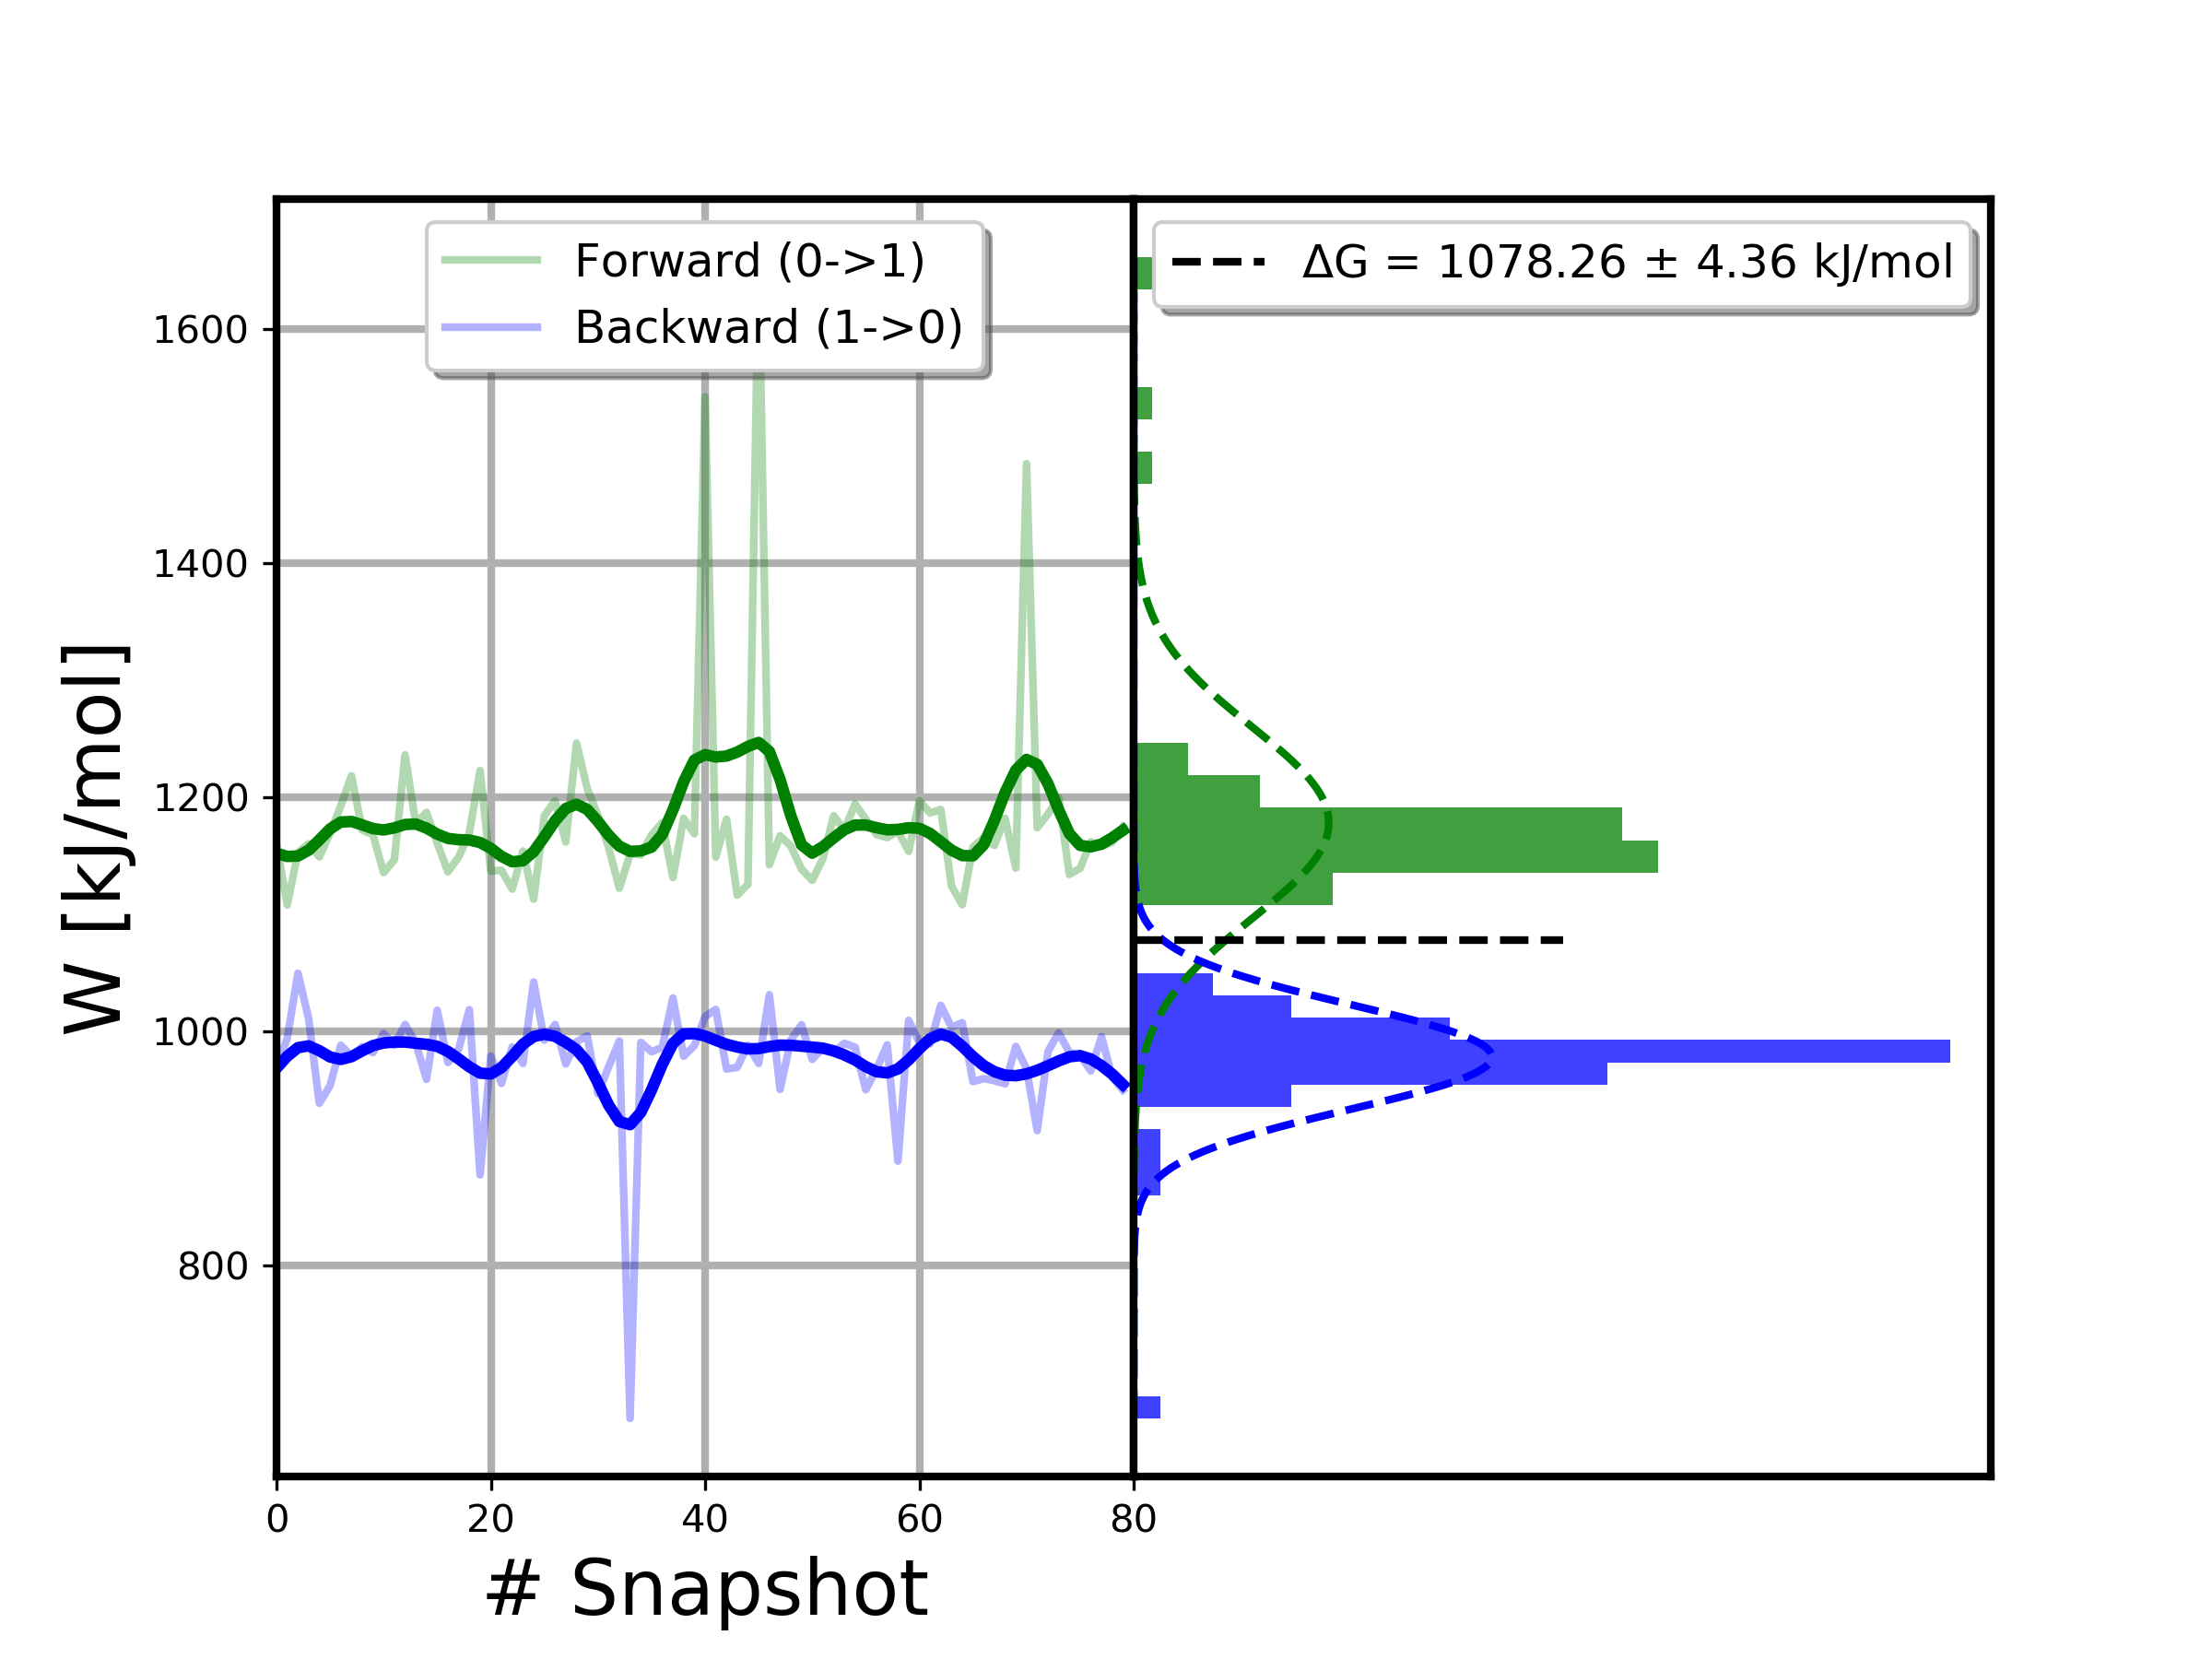 Forward (0->1)
Backward (1->0)
ΔG = 1078.26 ± 4.36 kJ/mol
W [kJ/mol]
1600
1400
1200
1000
800
0 20 40 60 80
# Snapshot